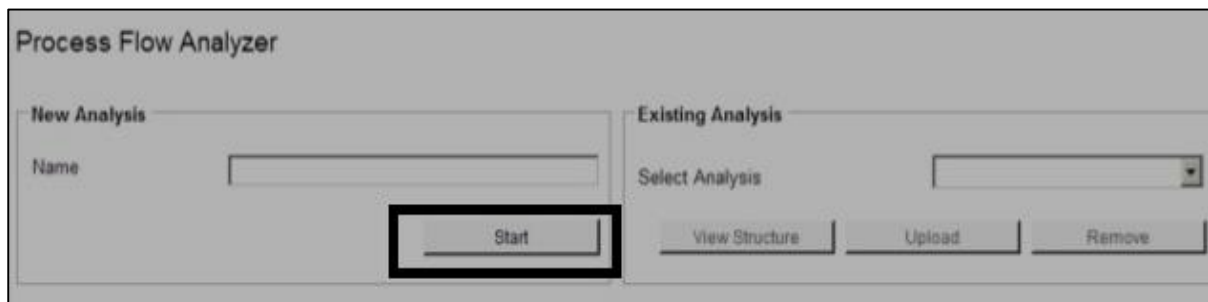 Process Flow Analyzer
New Analysis
Name
Start
Existing Analysis
Select Analysis
View Structure Upload Remove